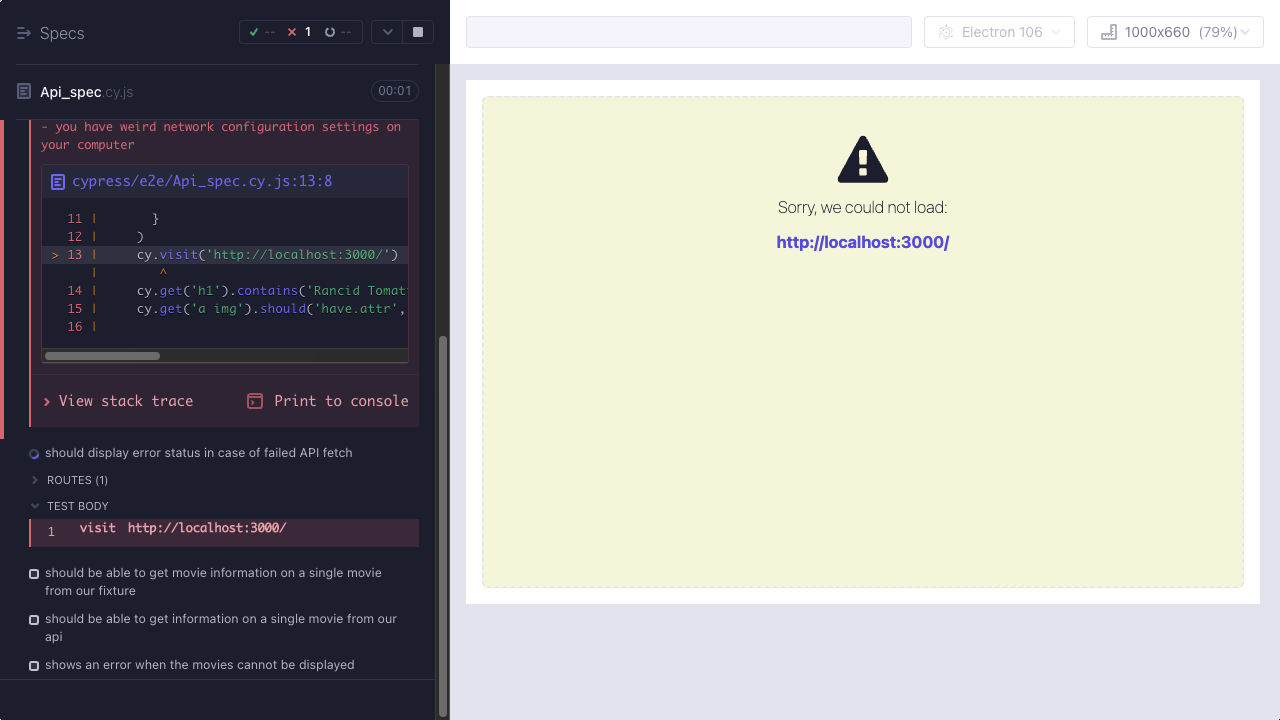 Specs
-- 1 --
Api_spec.cy.js
00:01
- you have weird network configuration settings on
your computer
cypress/e2e/Api_spec.cy.js:13:8
11 | }
12 | )
> 13 | cy.visit('http://localhost:3000/')
| ^
14 | cy.get('h1').contains('Rancid Tomat
15 | cy.get('a img').should('have.attr',
16 |
View stack trace
Print to console
should display error status in case of failed API fetch
ROUTES (1)
TEST BODY
1 visit http://localhost:3000/
should be able to get movie information on a single movie
from our fixture
should be able to get information on a single movie from our
api
shows an error when the movies cannot be displayed
Electron 106
1000x660 (79%)
Sorry, we could not load:
http://localhost:3000/